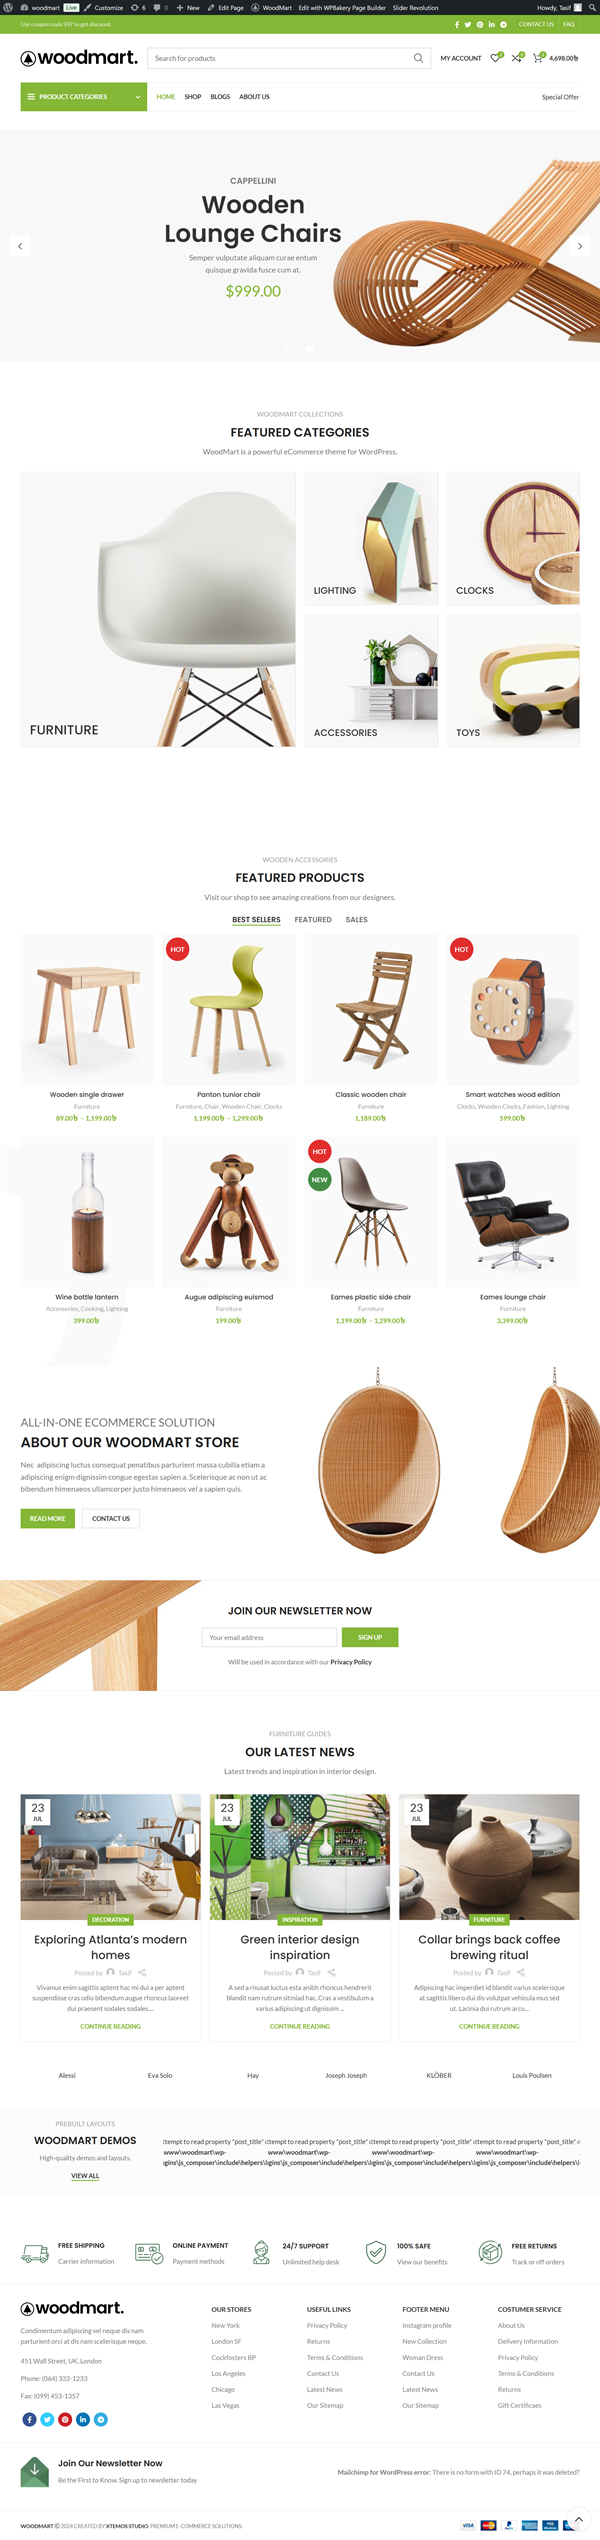 woodmart Live Customize 6 0 New Edit Page WoodMart Edit with WPBakery Page Builder Slider Revolution Howdy, Tasif
Use coupon code SSY to get discount.
CONTACT US FAQ
woodmart.
Search for products
MY ACCOUNT
4,698.00৳
PRODUCT CATEGORIES
HOME SHOP BLOGS ABOUT US
Special Offer
CAPPELLINI
Wooden
Lounge Chairs
Semper vulputate aliquam curae entum
quisque gravida fusce cum at.
$999.00
WOODMART COLLECTIONS
FEATURED CATEGORIES
WoodMart is a powerful eCommerce theme for WordPress.
FURNITURE
LIGHTING
CLOCKS
ACCESSORIES
TOYS
WOODEN ACCESSORIES
FEATURED PRODUCTS
Visit our shop to see amazing creations from our designers.
BEST SELLERS FEATURED SALES
HOT
HOT
Wooden single drawer
Furniture
89.00৳ – 1,199.00৳
Panton tunior chair
Furniture, Chair, Wooden Chair, Clocks
1,199.00৳ – 1,299.00৳
Classic wooden chair
Furniture
1,189.00৳
Smart watches wood edition
Clocks, Wooden Clocks, Fashion, Lighting
599.00৳
HOT
NEW
Wine bottle lantern
Accessories, Cooking, Lighting
399.00৳
Augue adipiscing euismod
Furniture
199.00৳
Eames plastic side chair
Furniture
1,199.00৳ – 1,299.00৳
Eames lounge chair
Furniture
3,399.00৳
ALL-IN-ONE ECOMMERCE SOLUTION
ABOUT OUR WOODMART STORE
Nec adipiscing luctus consequat penatibus parturient massa cubilia etiam a
adipiscing enigm dignissim congue egestas sapien a. Scelerisque ac non ut ac
bibendum himenaeos ullamcorper justo himenaeos vel a sapien quis.
READ MORE
CONTACT US
JOIN OUR NEWSLETTER NOW
Your email address
SIGN UP
Will be used in accordance with our Privacy Policy
FURNITURE GUIDES
OUR LATEST NEWS
Latest trends and inspiration in interior design.
23
JUL
DECORATION
Exploring Atlanta's modern
homes
Posted by Tasif
Vivamus enim sagittis aptent hac mi dui a per aptent
suspendisse cras odio bibendum augue rhoncus laoreet
dui praesent sodales sodales....
CONTINUE READING
23
JUL
INSPIRATION
Green interior design
inspiration
Posted by Tasif
A sed a risusat luctus esta anibh rhoncus hendrerit
blandit nam rutrum sitmiad hac. Cras a vestibulum a
varius adipiscing ut dignissim ...
CONTINUE READING
23
JUL
FURNITURE
Collar brings back coffee
brewing ritual
Posted by Tasif
Adipiscing hac imperdiet id blandit varius scelerisque
at sagittis libero dui dis volutpat vehicula mus sed
ut. Lacinia dui rutrum arcu...
CONTINUE READING
Alessi Eva Solo Hay Joseph Joseph KLÖBER Louis Poulsen
PREBUILT LAYOUTS
WOODMART DEMOS
High-quality demos and layouts.
VIEW ALL
ttempt to read property "post_title" ttempt to read property "post_title" ttempt to read property "post_title" ttempt to read property "post_title"
www\woodmart\wp- www\woodmart\wp- www\woodmart\wp- www\woodmart\wp-
gins\js_composer\include\helpers\ gins\js_composer\include\helpers\ gins\js_composer\include\helpers\ gins\js_composer\include\helpers\
FREE SHIPPING
Carrier information
ONLINE PAYMENT
Payment methods
24/7 SUPPORT
Unlimited help desk
100% SAFE
View our benefits
FREE RETURNS
Track or off orders
woodmart.
Condimentum adipiscing vel neque dis nam
parturient orci at dis nam scelerisque neque.
451 Wall Street, UK, London
Phone: (064) 332-1233
Fax: (099) 453-1357
OUR STORES
New York
London SF
Cockfosters BP
Los Angeles
Chicago
Las Vegas
USEFUL LINKS
Privacy Policy
Returns
Terms & Conditions
Contact Us
Latest News
Our Sitemap
FOOTER MENU
Instagram profile
New Collection
Woman Dress
Contact Us
Latest News
Our Sitemap
COSTUMER SERVICE
About Us
Delivery Information
Privacy Policy
Terms & Conditions
Returns
Gift Certificaes
Join Our Newsletter Now
Be the First to Know. Sign up to newsletter today
Mailchimp for WordPress error: There is no form with ID 74, perhaps it was deleted?
WOODMART © 2024 CREATED BY XTEMOS STUDIO. PREMIUM E-COMMERCE SOLUTIONS.
VISA PayPal